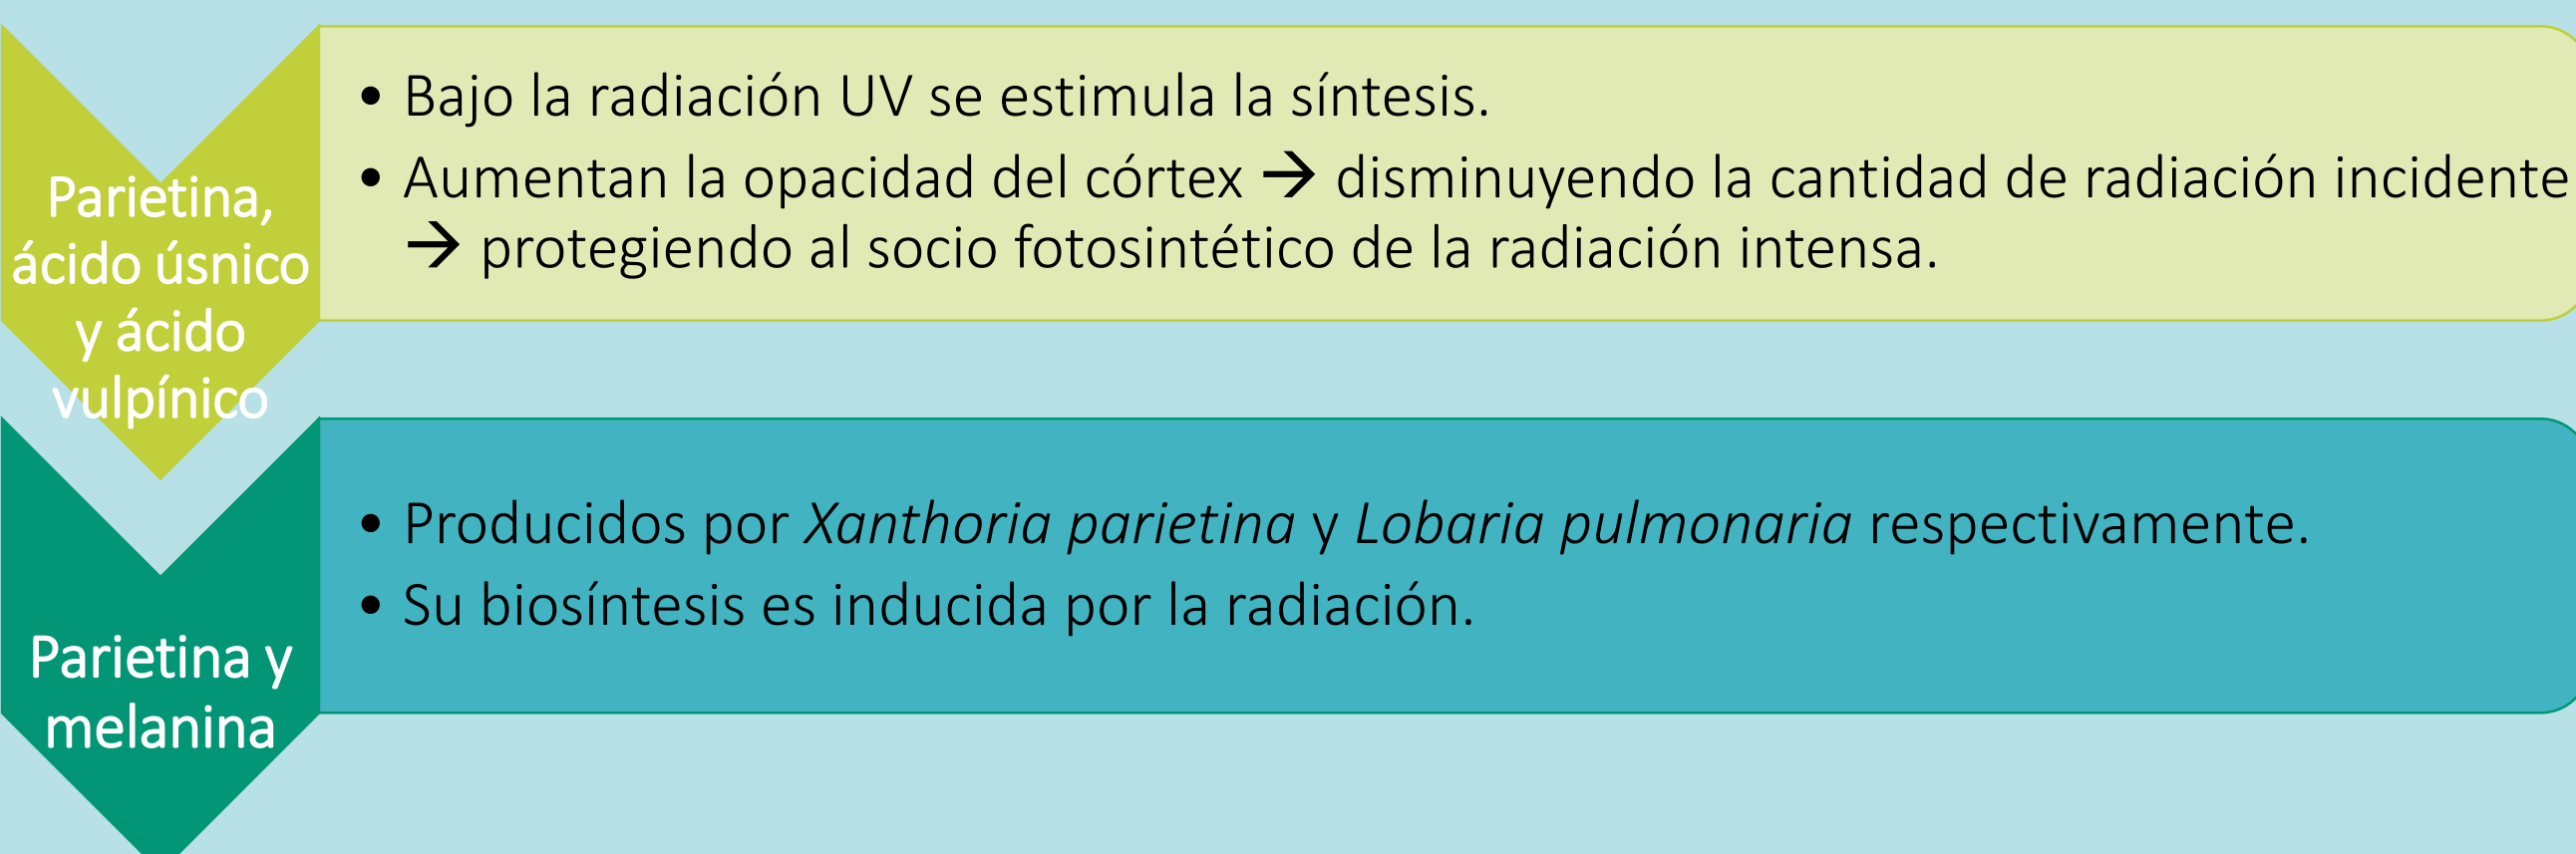 Parietina,
ácido úsnico
y ácido
vulpínico
• Bajo la radiación UV se estimula la síntesis.
• Aumentan la opacidad del córtex → disminuyendo la cantidad de radiación incidente
→ protegiendo al socio fotosintético de la radiación intensa.
Parietina y
melanina
• Producidos por Xanthoria parietina y Lobaria pulmonaria respectivamente.
• Su biosíntesis es inducida por la radiación.